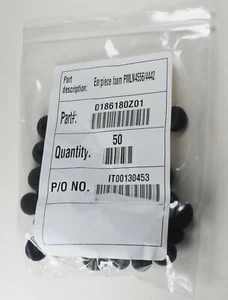 Part
description: Earpiece foam PMLN4556/4442
Part#: 0186180Z01
Quantity. 50
P/O NO. IT00130453